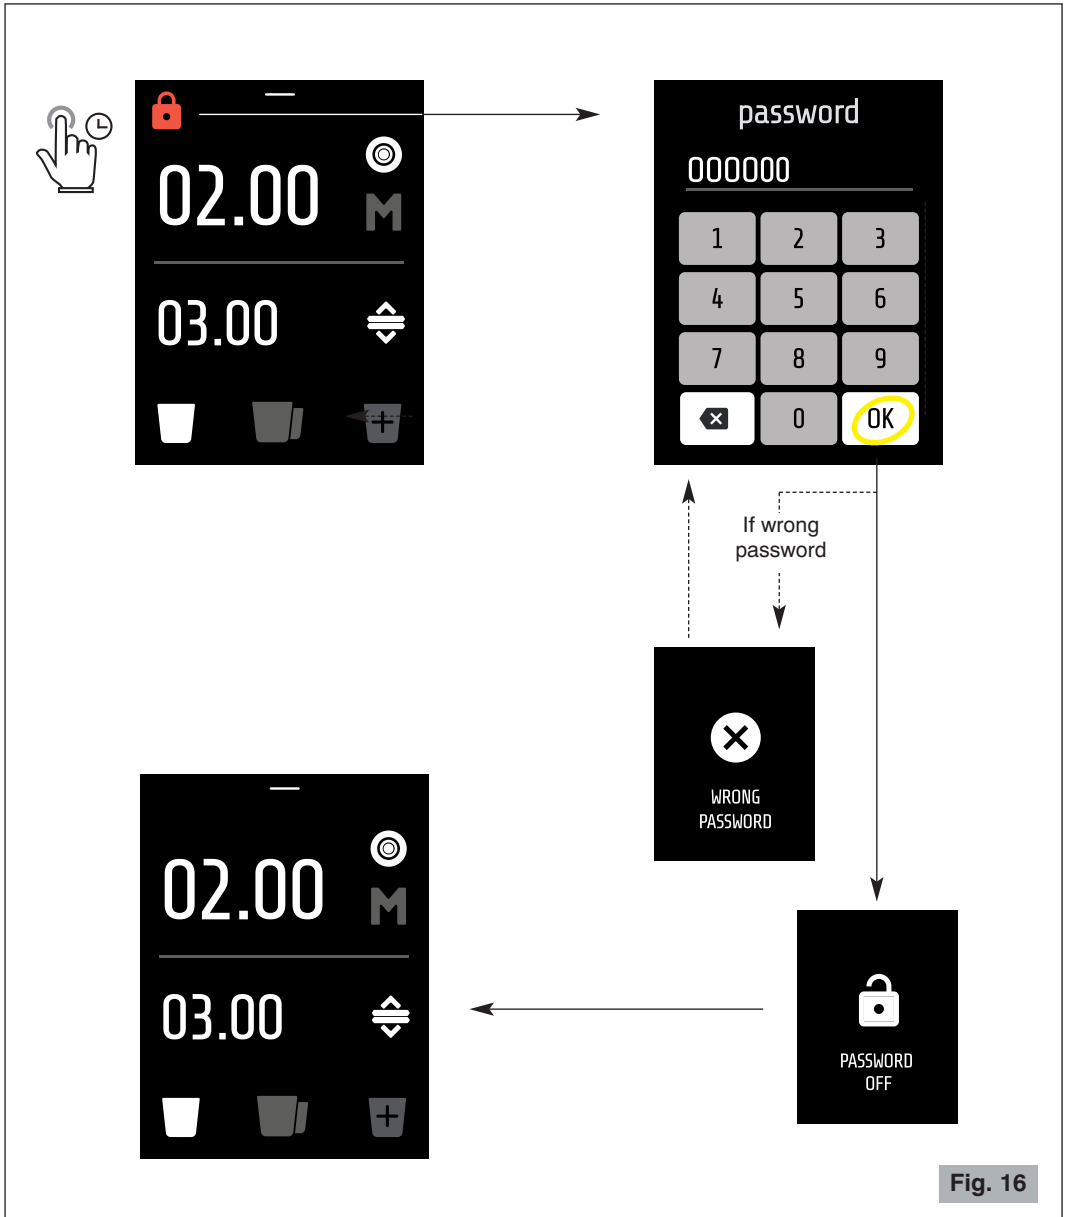 02.00
M
03.00
+
password
000000
1 2 3
4 5 6
7 8 9
0 OK
If wrong
password
WRONG
PASSWORD
PASSWORD
OFF
02.00
M
03.00
+
Fig. 16